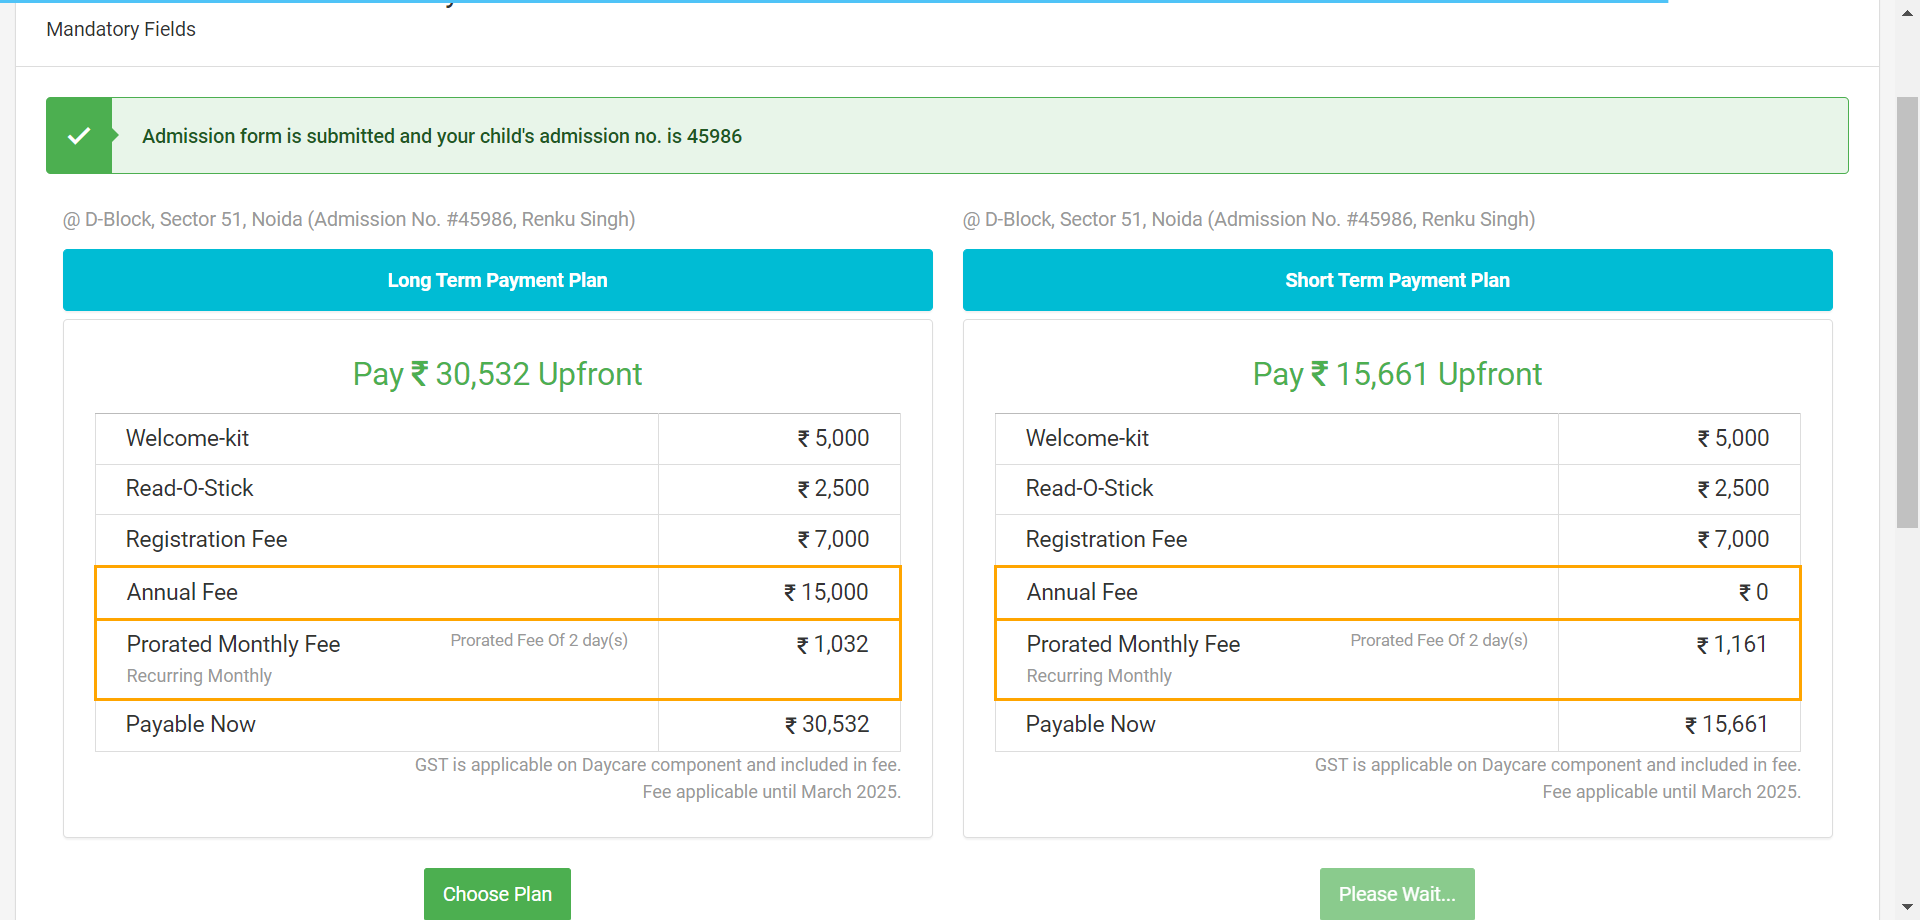 Mandatory Fields
Admission form is submitted and your child's admission no. is 45986
@ D-Block, Sector 51, Noida (Admission No. #45986, Renku Singh)
Long Term Payment Plan
Pay ₹ 30,532 Upfront
Welcome-kit ₹ 5,000
Read-O-Stick ₹ 2,500
Registration Fee ₹ 7,000
Annual Fee ₹ 15,000
Prorated Monthly Fee Prorated Fee Of 2 day(s) ₹ 1,032
Recurring Monthly
Payable Now ₹ 30,532
GST is applicable on Daycare component and included in fee.
Fee applicable until March 2025.
Choose Plan
@ D-Block, Sector 51, Noida (Admission No. #45986, Renku Singh)
Short Term Payment Plan
Pay ₹ 15,661 Upfront
Welcome-kit ₹ 5,000
Read-O-Stick ₹ 2,500
Registration Fee ₹ 7,000
Annual Fee ₹ 0
Prorated Monthly Fee Prorated Fee Of 2 day(s) ₹ 1,161
Recurring Monthly
Payable Now ₹ 15,661
GST is applicable on Daycare component and included in fee.
Fee applicable until March 2025.
Please Wait...